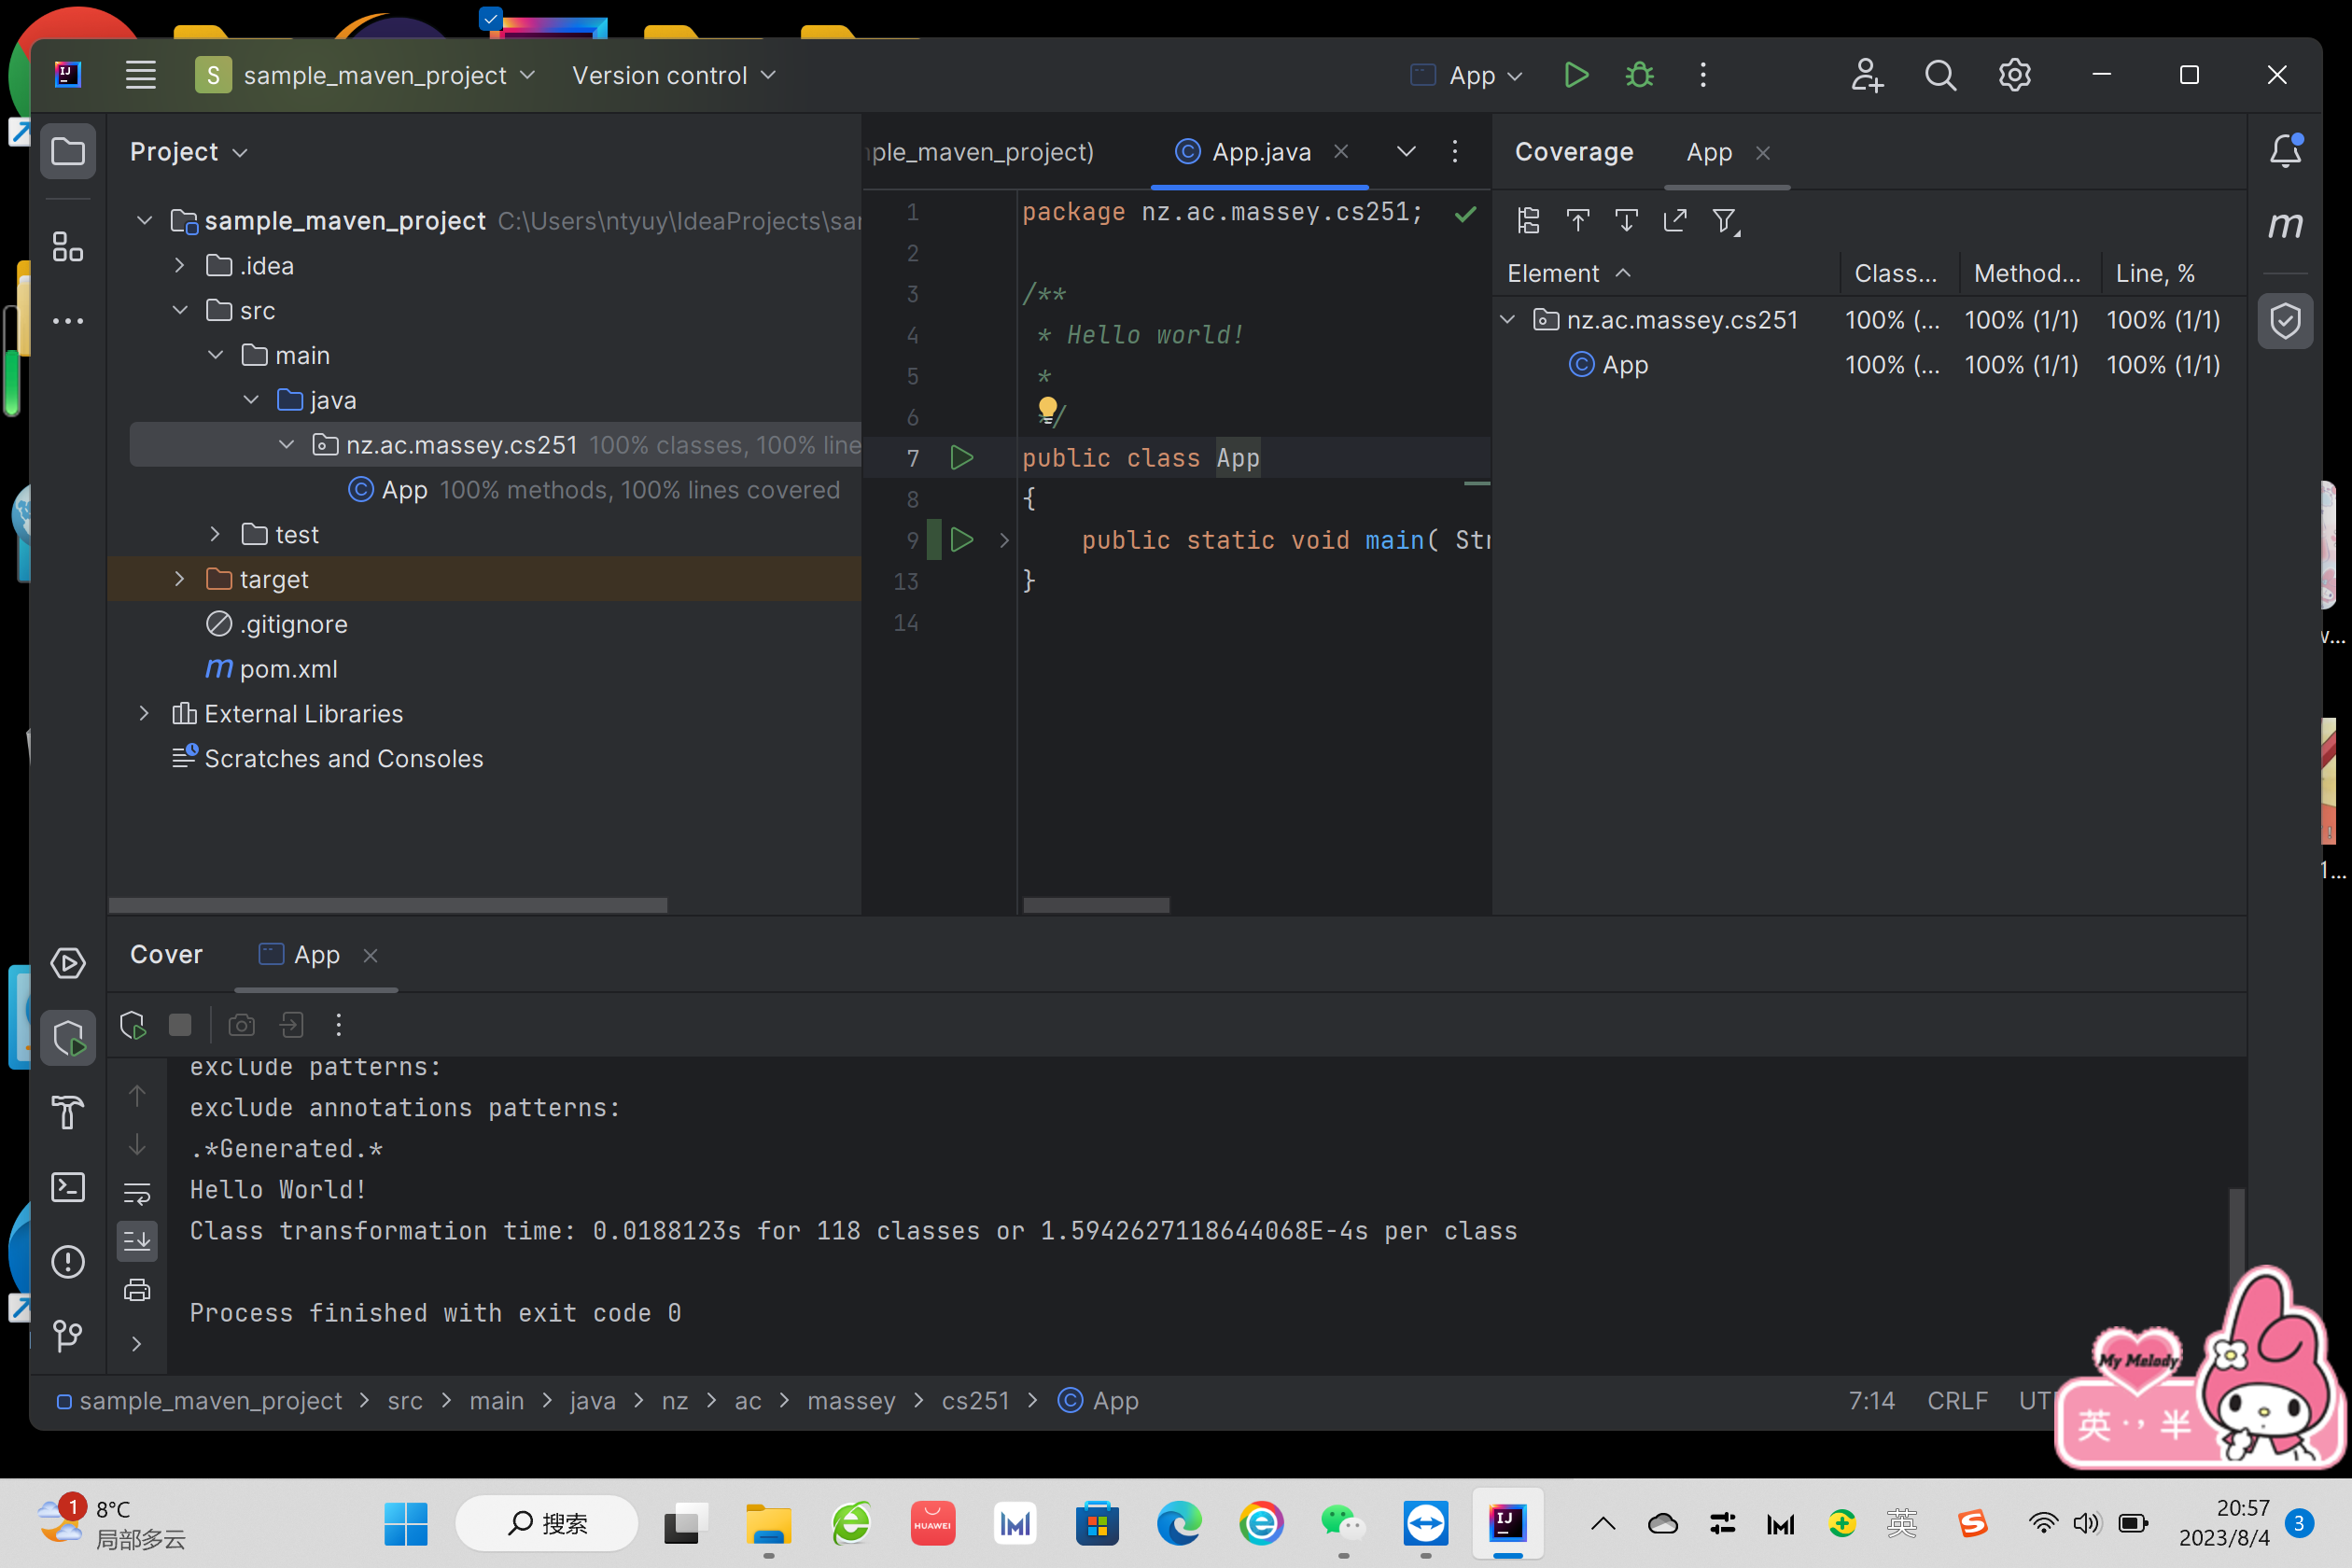 S sample_maven_project Version control App
Project
sample_maven_project C:\Users\ntyuy\IdeaProjects\sar
.idea
src
main
java
nz.ac.massey.cs251 100% classes, 100% line
App 100% methods, 100% lines covered
test
target
.gitignore
pom.xml
External Libraries
Scratches and Consoles
ple_maven_project) App.java
1 package nz.ac.massey.cs251;
2
3 /**
4 * Hello world!
5 *
6 */
7 public class App
8 {
9 public static void main( Str
13 }
14
Coverage App
Element Class... Method... Line, %
nz.ac.massey.cs251 100% (... 100% (1/1) 100% (1/1)
App 100% (... 100% (1/1) 100% (1/1)
Cover App
exclude patterns:
exclude annotations patterns:
.*Generated.*
Hello World!
Class transformation time: 0.0188123s for 118 classes or 1.5942627118644068E-4s per class
Process finished with exit code 0
sample_maven_project > src > main > java > nz > ac > massey > cs251 > App
7:14 CRLF UT
My Melody
英 ·, 半
1 8°C
局部多云
搜索
HUAWEI
英
20:57
2023/8/4
3